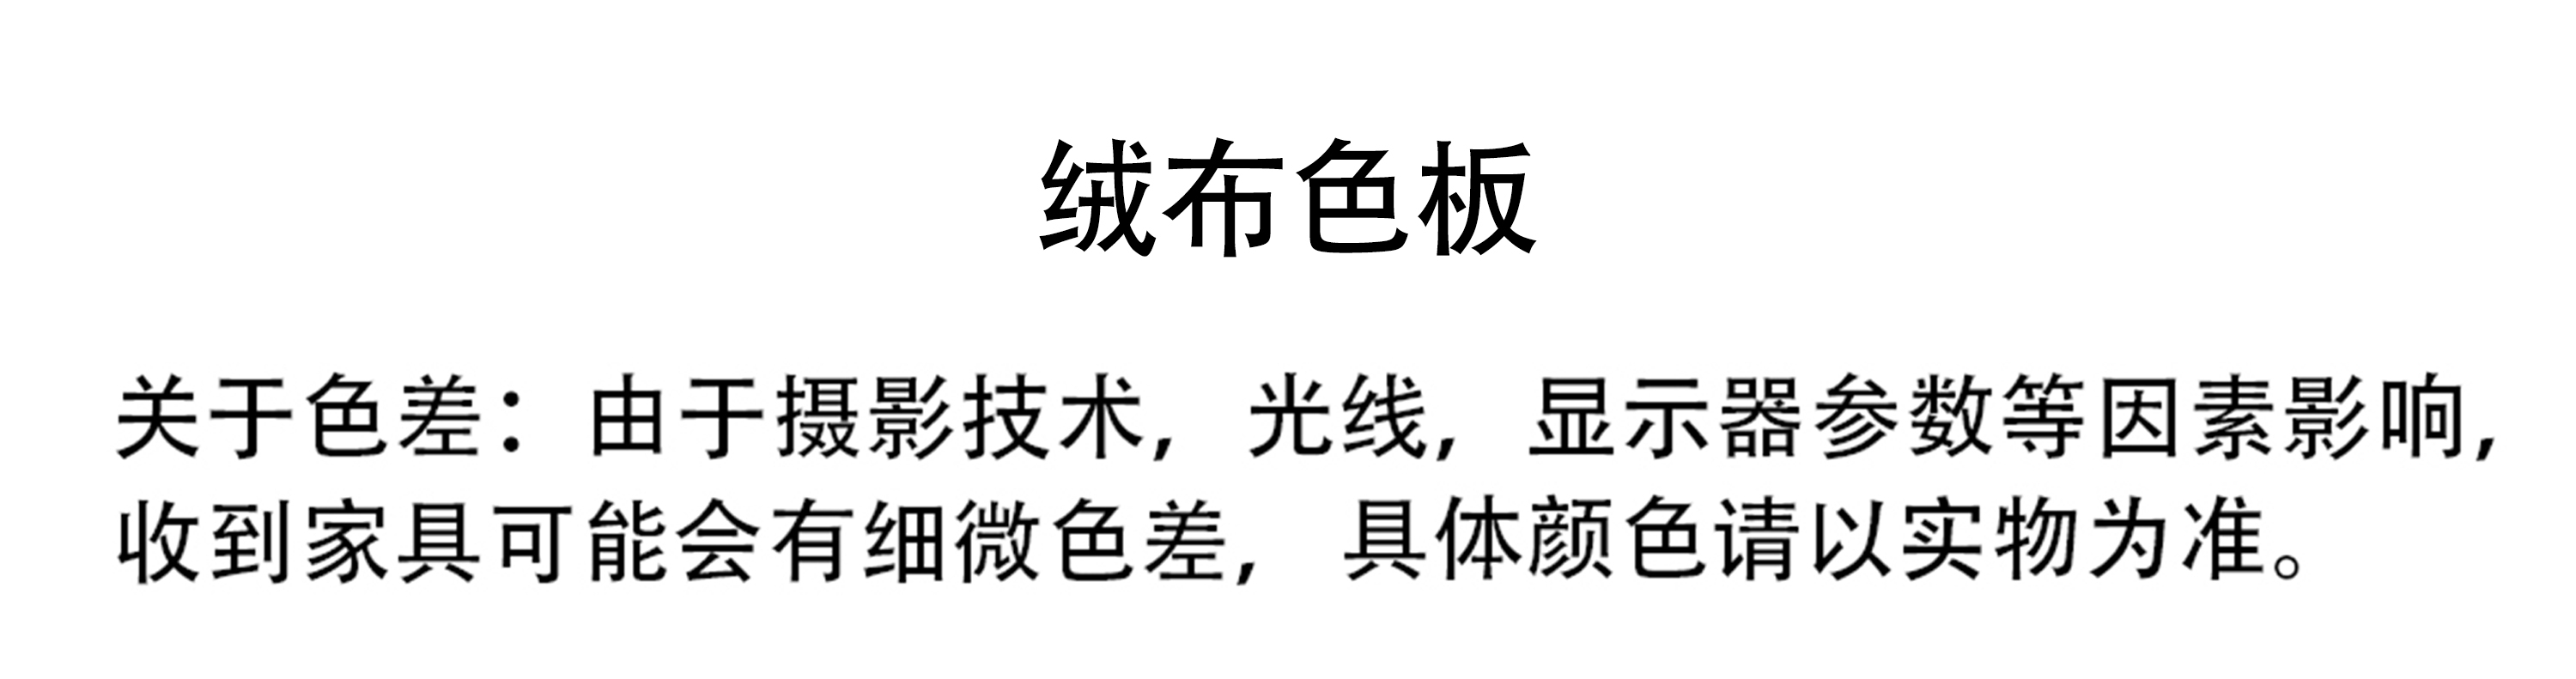 绒布色板
关于色差：由于摄影技术，光线，显示器参数等因素影响，
收到家具可能会有细微色差，具体颜色请以实物为准。